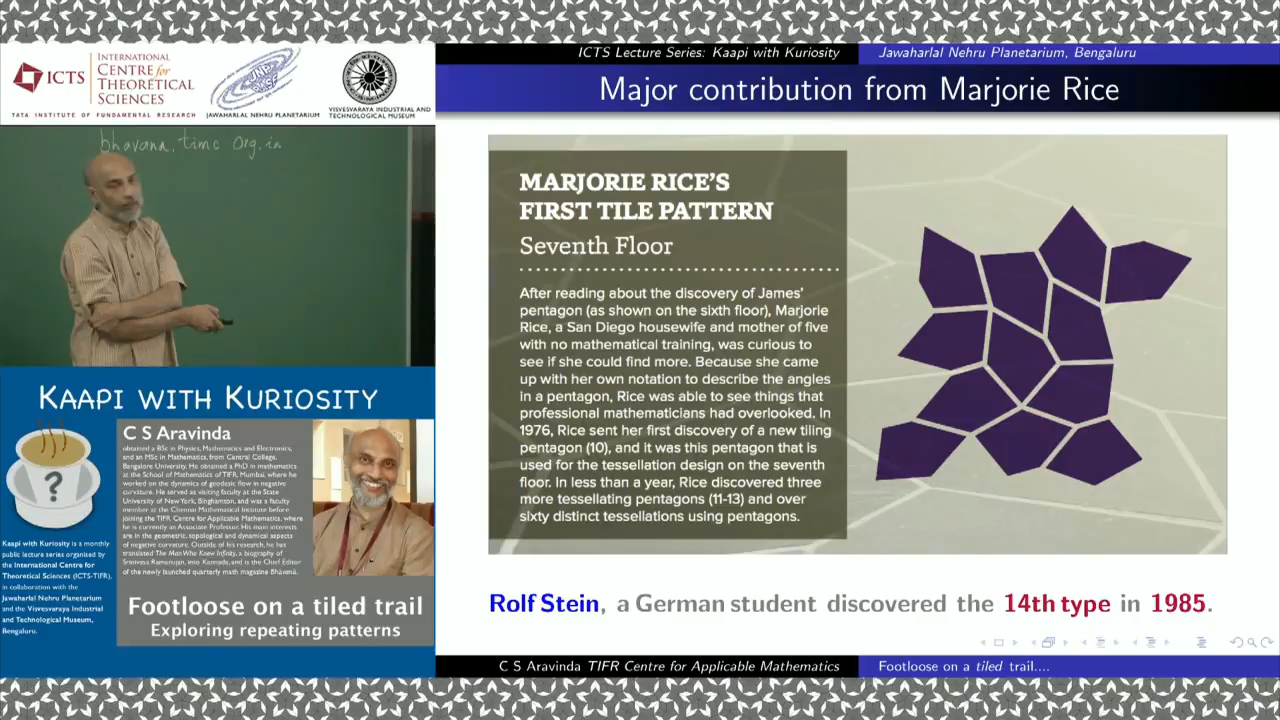 ICTS
INTERNATIONAL
CENTRE for
THEORETICAL
SCIENCES
TATA INSTITUTE OF FUNDAMENTAL RESEARCH
JAWAHARLAL NEHRU PLANETARIUM
VISVESVARAYA INDUSTRIAL AND
TECHNOLOGICAL MUSEUM
bhavana. timc org.in
KAAPI WITH KURIOSITY
?
Kaapi with Kuriosity is a monthly
public lecture series organised by
the International Centre for
Theoretical Sciences (ICTS-TIFR),
in collaboration with the
Jawaharlal Nehru Planetarium
and the Visvesvaraya Industrial
and Technological Museum,
Bengaluru.
C S Aravinda
obtained a BSc in Physics, Mathematics and Electronics,
and an MSc in Mathematics, from Central College,
Bangalore University. He obtained a PhD in mathematics
at the School of Mathematics of TIFR, Mumbai, where he
worked on the dynamics of geodesic flow in negative
curvature. He served as visiting faculty at the State
University of New York, Binghamton, and was a faculty
member at the Chennai Mathematical Institute before
joining the TIFR Centre for Applicable Mathematics, where
he is currently an Associate Professor. His main interests
are in the geometric, topological and dynamical aspects
of negative curvature. Outside of his research, he has
translated The Man Who Knew Infinity, a biography of
Srinivasa Ramanujan, into Kannada, and is the Chief Editor
of the newly launched quarterly math magazine Bhāvanā.
Footloose on a tiled trail
Exploring repeating patterns
ICTS Lecture Series: Kaapi with Kuriosity
Jawaharlal Nehru Planetarium, Bengaluru
Major contribution from Marjorie Rice
MARJORIE RICE'S
FIRST TILE PATTERN
Seventh Floor
After reading about the discovery of James'
pentagon (as shown on the sixth floor), Marjorie
Rice, a San Diego housewife and mother of five
with no mathematical training, was curious to
see if she could find more. Because she came
up with her own notation to describe the angles
in a pentagon, Rice was able to see things that
professional mathematicians had overlooked. In
1976, Rice sent her first discovery of a new tiling
pentagon (10), and it was this pentagon that is
used for the tessellation design on the seventh
floor. In less than a year, Rice discovered three
more tessellating pentagons (11-13) and over
sixty distinct tessellations using pentagons.
Rolf Stein, a German student discovered the 14th type in 1985.
C S Aravinda TIFR Centre for Applicable Mathematics
Footloose on a tiled trail....